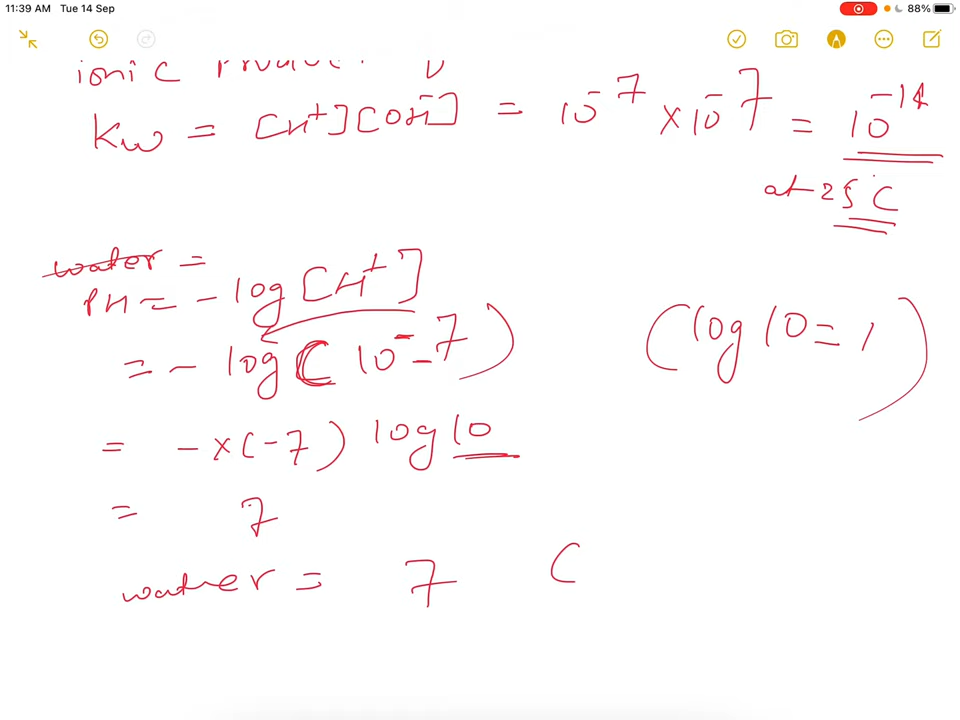 11:39 AM Tue 14 Sep 88%
ionic product
Kw = [H⁺][OH⁻] = 10⁻⁷ × 10⁻⁷ = 10⁻¹⁴
at 25°C
water =
PH = - log [H⁺]
= - log (10⁻⁷) (log 10 = 1)
= - × (-7) log 10
= 7
water = 7 (